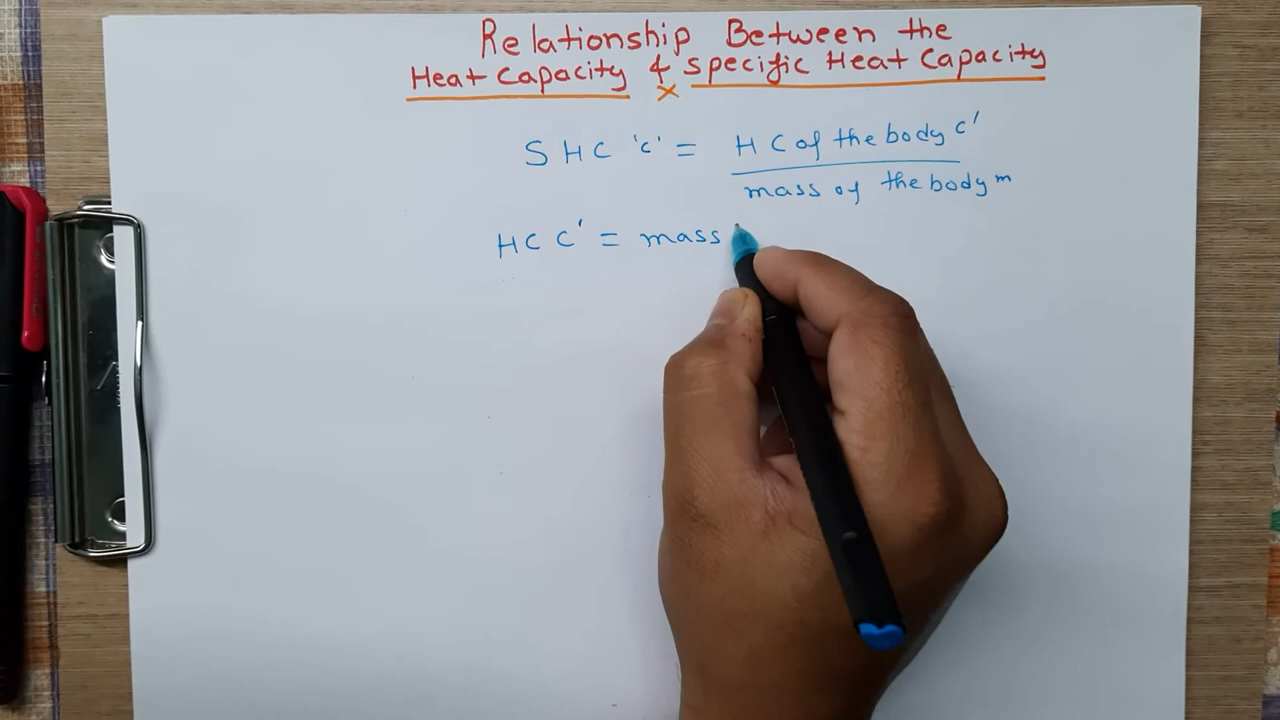 Relationship Between the
Heat Capacity & Specific Heat Capacity
x
SHC 'c' = HC of the body c'
mass of the body m
HC C' = mass